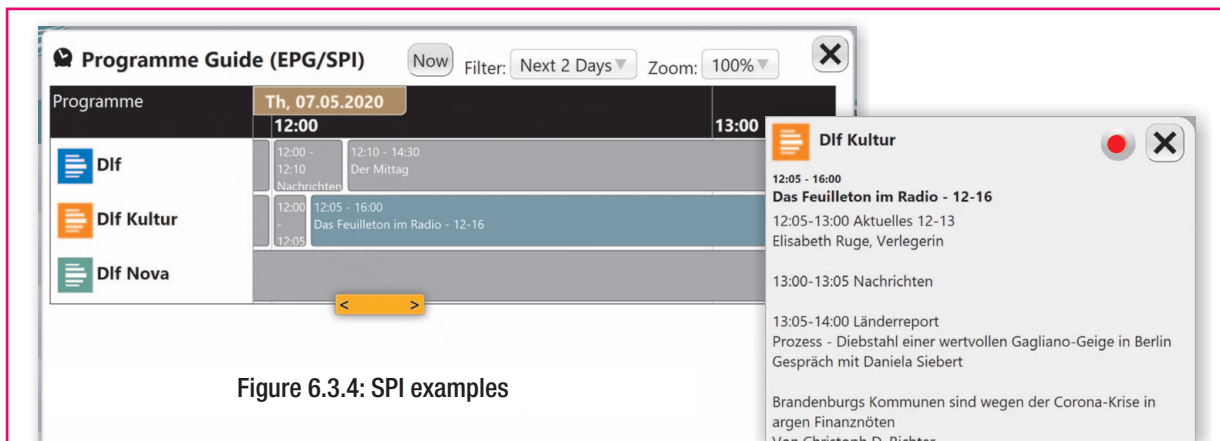 Programme Guide (EPG/SPI)
Now
Filter: Next 2 Days
Zoom: 100%
Programme
Th, 07.05.2020
12:00
13:00
Dlf
12:00 -
12:10
Nachrichten
12:10 - 14:30
Der Mittag
Dlf Kultur
12:00
-
12:05
12:05 - 16:00
Das Feuilleton im Radio - 12-16
Dlf Nova
< >
Figure 6.3.4: SPI examples
Dlf Kultur
12:05 - 16:00
Das Feuilleton im Radio - 12-16
12:05-13:00 Aktuelles 12-13
Elisabeth Ruge, Verlegerin
13:00-13:05 Nachrichten
13:05-14:00 Länderreport
Prozess - Diebstahl einer wertvollen Gagliano-Geige in Berlin
Gespräch mit Daniela Siebert
Brandenburgs Kommunen sind wegen der Corona-Krise in
argen Finanznöten
Von Christoph D. Richter